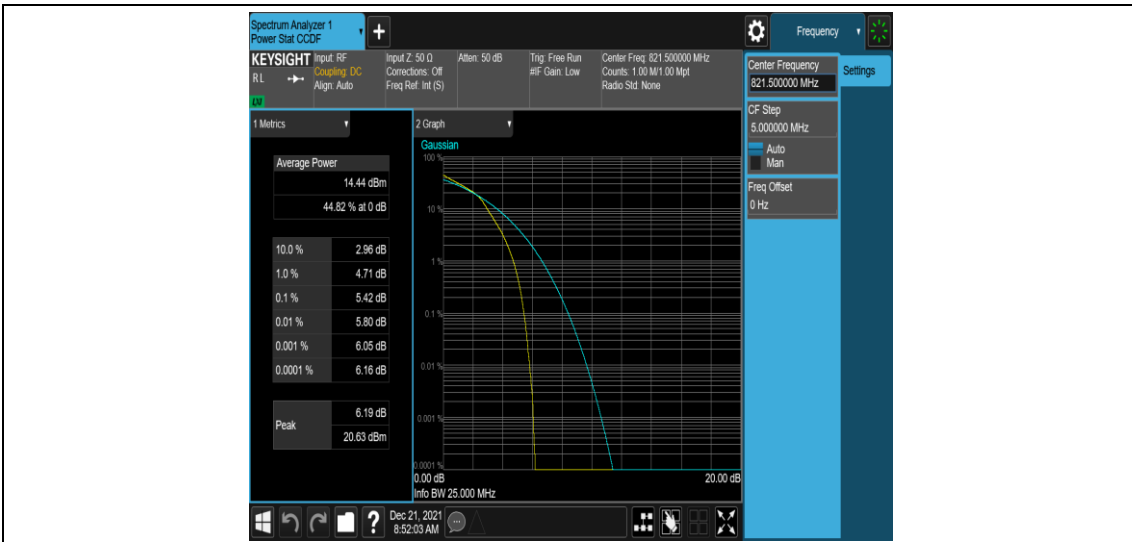 Spectrum Analyzer 1
Power Stat CCDF
+
Frequency
KEYSIGHT
RL
LXI
Input: RF
Coupling: DC
Align: Auto
Input Z: 50 Ω
Corrections: Off
Freq Ref: Int (S)
Atten: 50 dB
Trig: Free Run
#IF Gain: Low
Center Freq: 821.500000 MHz
Counts: 1.00 M/1.00 Mpt
Radio Std: None
Center Frequency
821.500000 MHz
Settings
CF Step
5.000000 MHz
Auto
Man
Freq Offset
0 Hz
1 Metrics
Average Power
14.44 dBm
44.82 % at 0 dB
10.0 % 2.96 dB
1.0 % 4.71 dB
0.1 % 5.42 dB
0.01 % 5.80 dB
0.001 % 6.05 dB
0.0001 % 6.16 dB
Peak
6.19 dB
20.63 dBm
2 Graph
Gaussian
100 %
10 %
1 %
0.1 %
0.01 %
0.001 %
0.0001 %
0.00 dB 20.00 dB
Info BW 25.000 MHz
?
Dec 21, 2021
8:52:03 AM